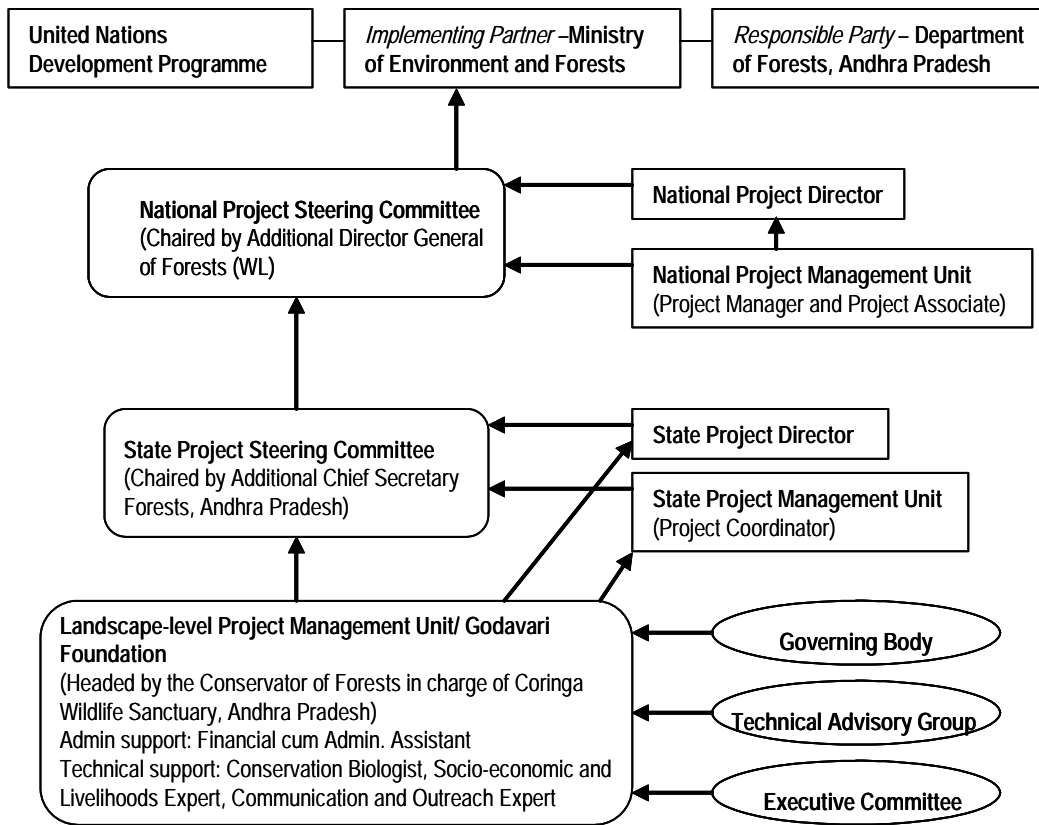 United Nations
Development Programme
Implementing Partner –Ministry
of Environment and Forests
Responsible Party – Department
of Forests, Andhra Pradesh
National Project Steering Committee
(Chaired by Additional Director General
of Forests (WL)
National Project Director
National Project Management Unit
(Project Manager and Project Associate)
State Project Steering Committee
(Chaired by Additional Chief Secretary
Forests, Andhra Pradesh)
State Project Director
State Project Management Unit
(Project Coordinator)
Landscape-level Project Management Unit/ Godavari
Foundation
(Headed by the Conservator of Forests in charge of Coringa
Wildlife Sanctuary, Andhra Pradesh)
Admin support: Financial cum Admin. Assistant
Technical support: Conservation Biologist, Socio-economic and
Livelihoods Expert, Communication and Outreach Expert
Governing Body
Technical Advisory Group
Executive Committee